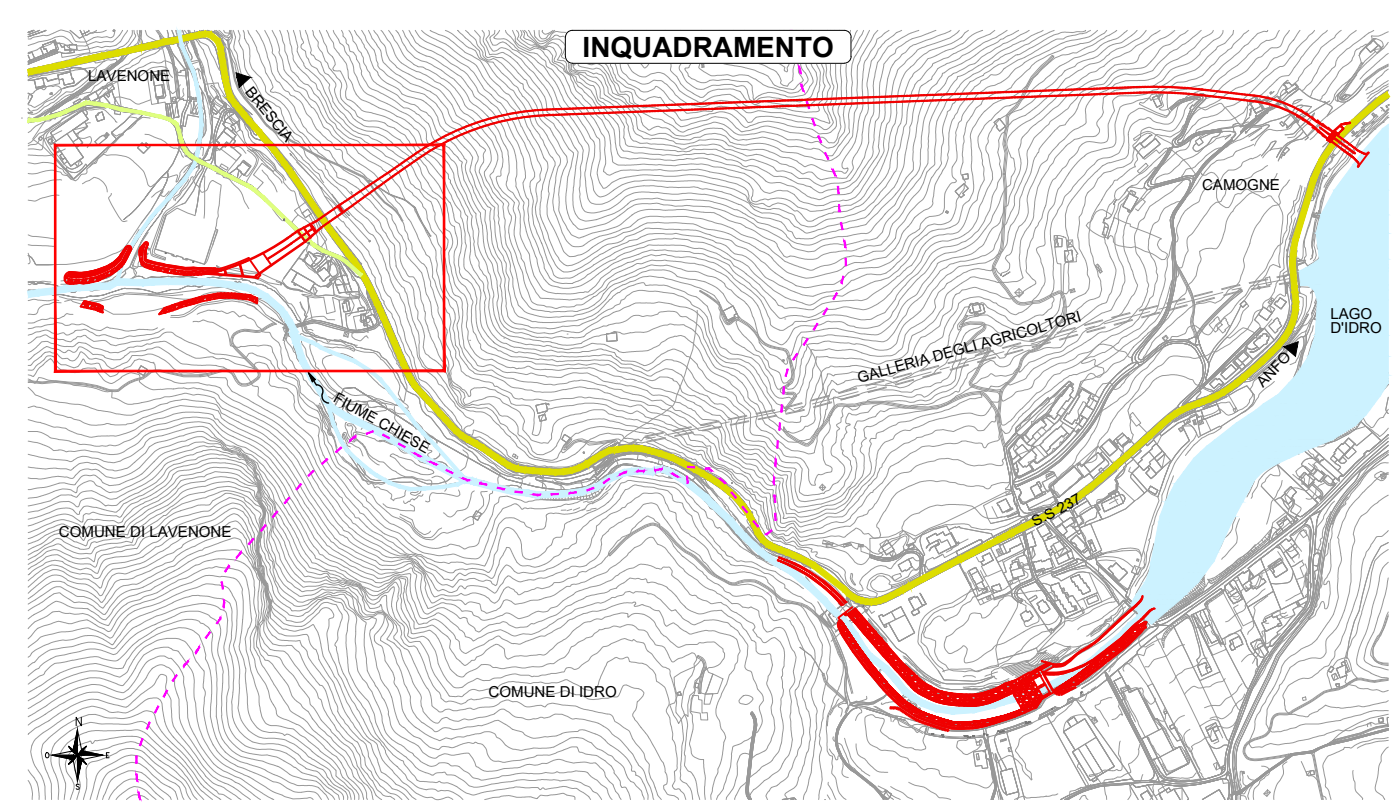 INQUADRAMENTO
LAVENONE
BRESCIA
CAMOGNE
LAGO
D'IDRO
GALLERIA DEGLI AGRICOLTORI
ANFO
FIUME CHIESE
S.S 237
COMUNE DI LAVENONE
COMUNE DI IDRO
N
O
E
S